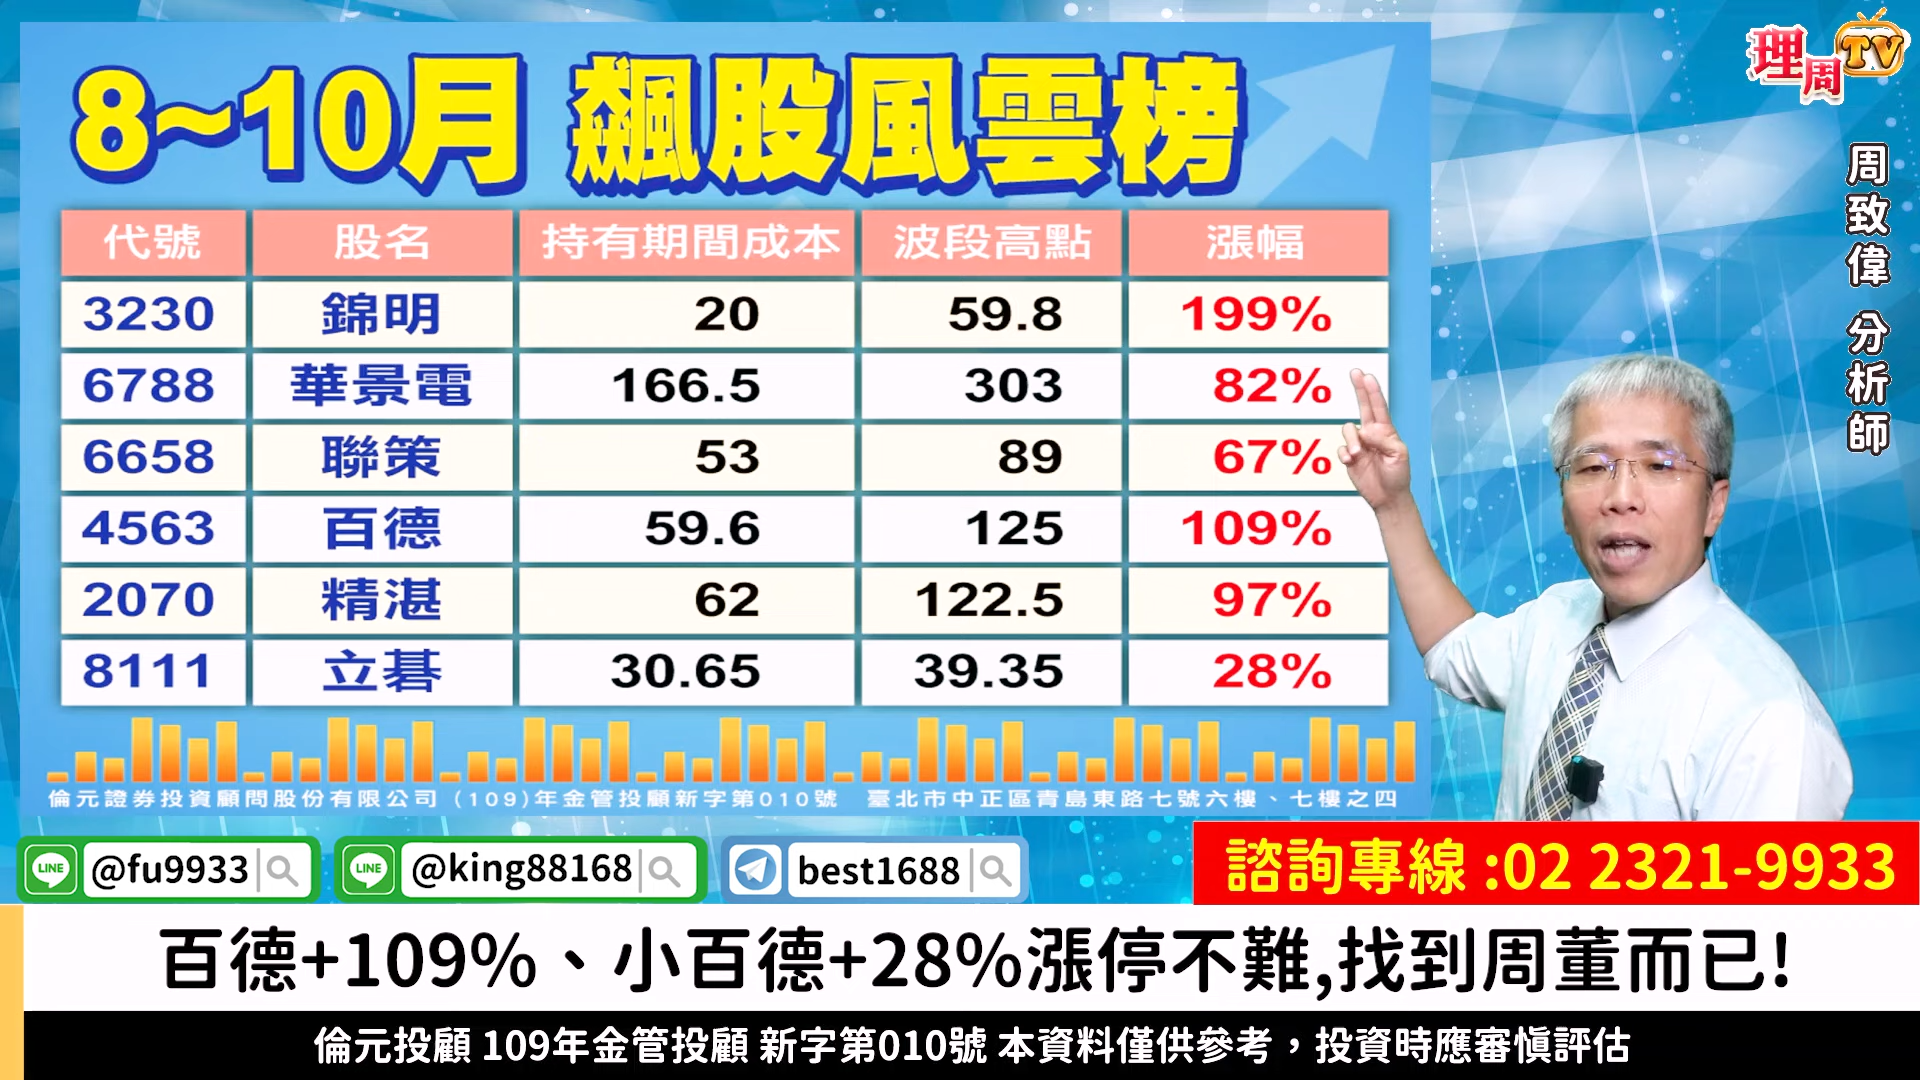 理周TV
周致偉 分析師
8~10月 飆股風雲榜
代號 股名 持有期間成本 波段高點 漲幅
3230 錦明 20 59.8 199%
6788 華景電 166.5 303 82%
6658 聯策 53 89 67%
4563 百德 59.6 125 109%
2070 精湛 62 122.5 97%
8111 立碁 30.65 39.35 28%
倫元證券投資顧問股份有限公司 (109)年金管投顧新字第010號 臺北市中正區青島東路七號六樓、七樓之四
LINE @fu9933 LINE @king88168 best1688
諮詢專線 :02 2321-9933
百德+109%、小百德+28%漲停不難,找到周董而已!
倫元投顧 109年金管投顧 新字第010號 本資料僅供參考，投資時應審慎評估